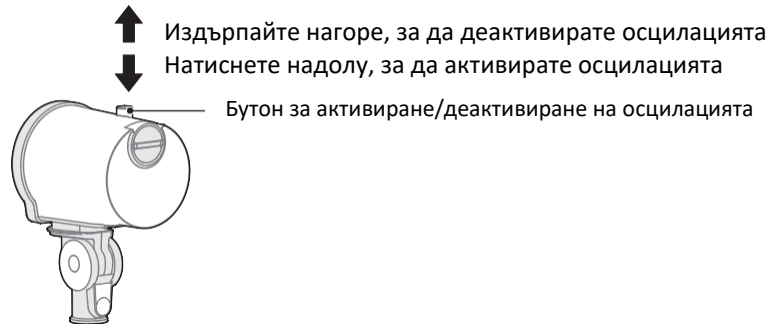 Издърпайте нагоре, за да деактивирате осцилацията
Натиснете надолу, за да активирате осцилацията
Бутон за активиране/деактивиране на осцилацията